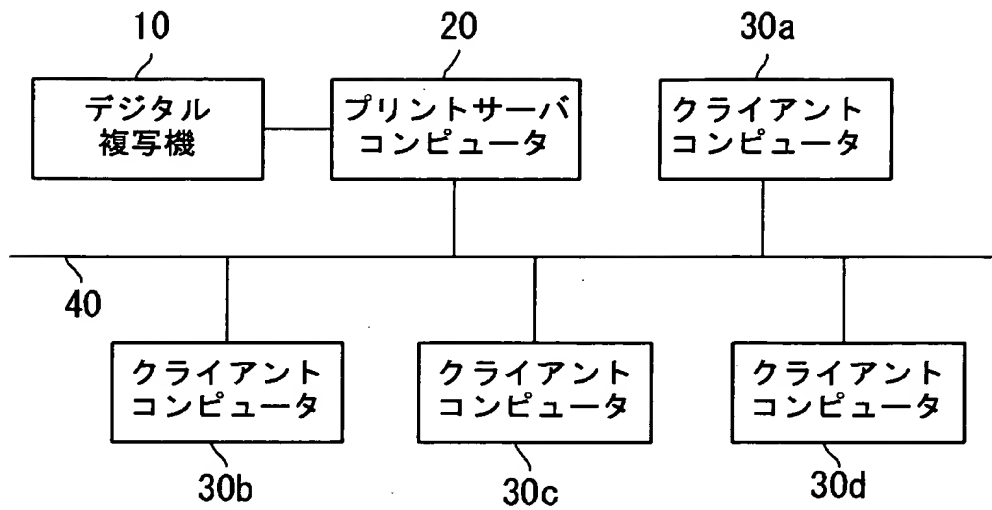 10
20
30a
デジタル
複写機
プリントサーバ
コンピュータ
クライアント
コンピュータ
40
クライアント
コンピュータ
クライアント
コンピュータ
クライアント
コンピュータ
30b
30c
30d